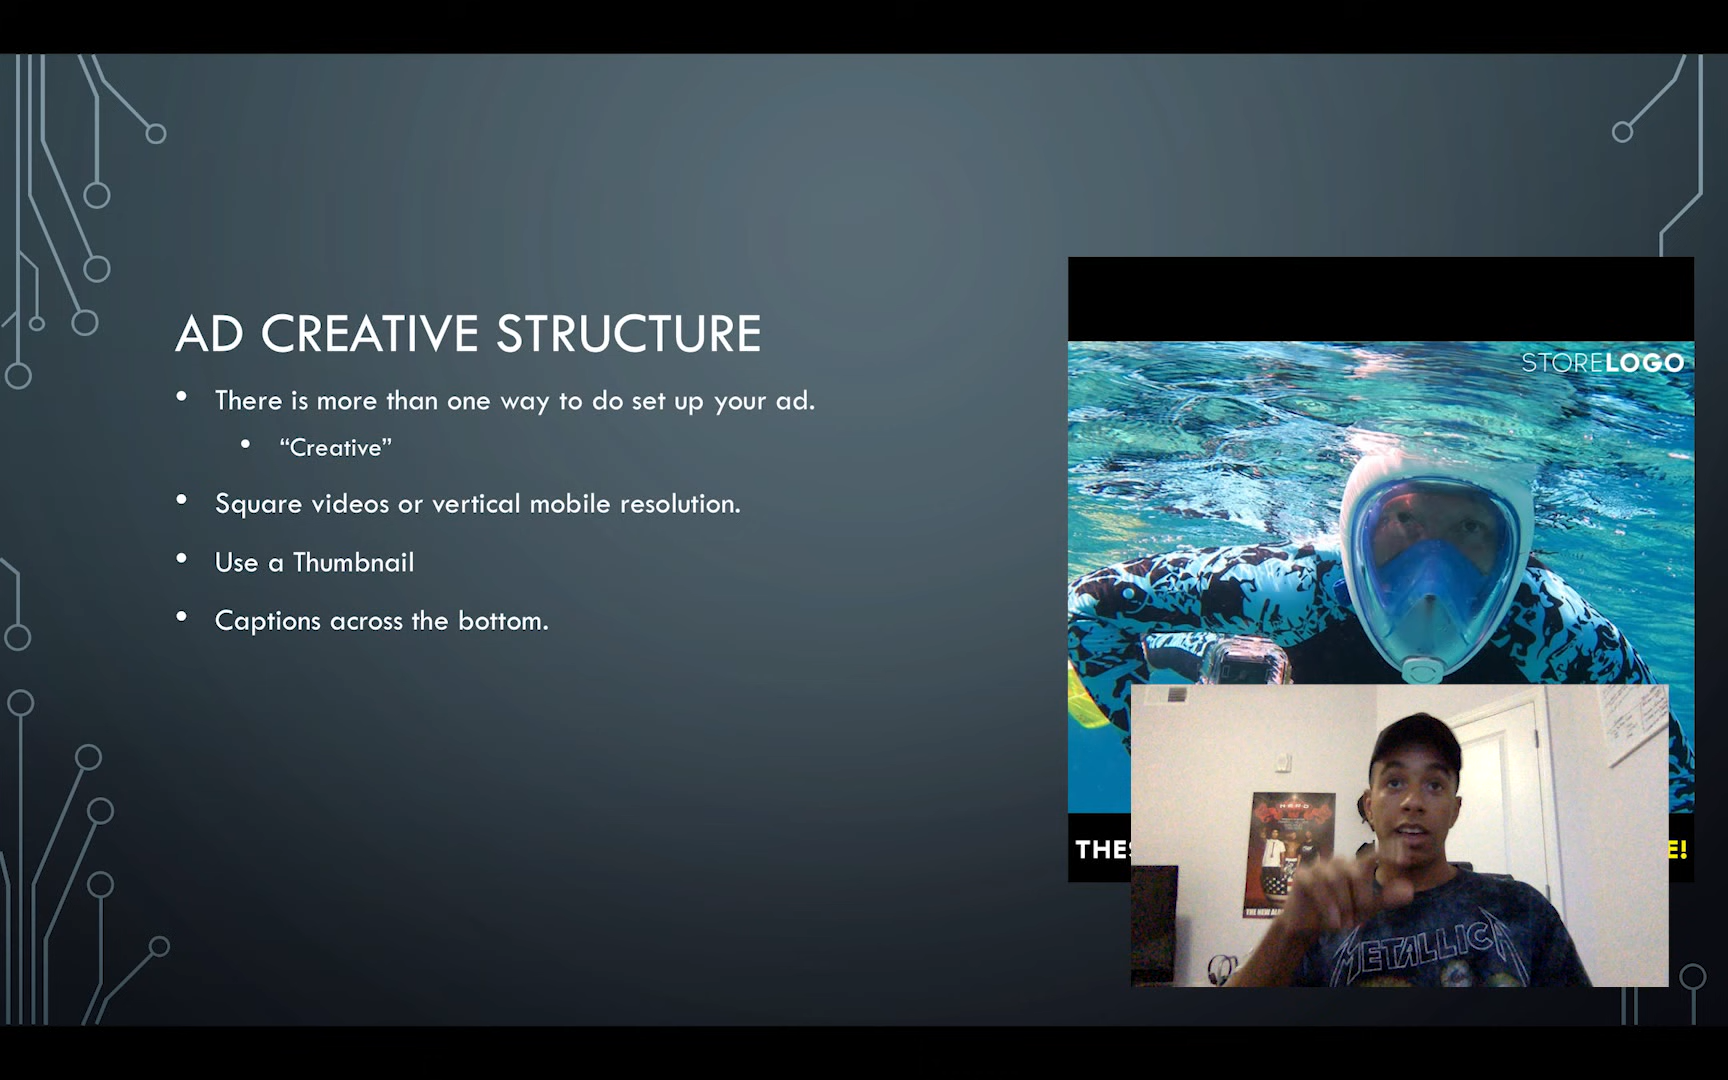 AD CREATIVE STRUCTURE
• There is more than one way to do set up your ad.
• “Creative”
• Square videos or vertical mobile resolution.
• Use a Thumbnail
• Captions across the bottom.
STORELOGO
METALLICA